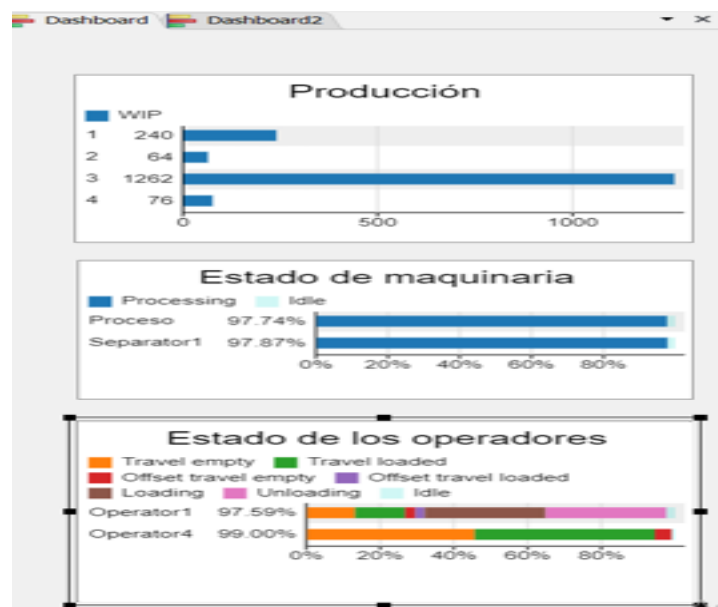 Dashboard Dashboard2
Producción
WIP
1 240
2 64
3 1262
4 76
0 500 1000
Estado de maquinaria
Processing Idle
Proceso 97.74%
Separator1 97.87%
0% 20% 40% 60% 80%
Estado de los operadores
Travel empty Travel loaded
Offset travel empty Offset travel loaded
Loading Unloading Idle
Operator1 97.59%
Operator4 99.00%
0% 20% 40% 60% 80%